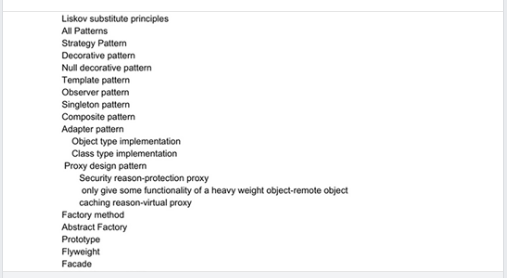 Liskov substitute principles
All Patterns
Strategy Pattern
Decorative pattern
Null decorative pattern
Template pattern
Observer pattern
Singleton pattern
Composite pattern
Adapter pattern
Object type implementation
Class type implementation
Proxy design pattern
Security reason-protection proxy
only give some functionality of a heavy weight object-remote object
caching reason-virtual proxy
Factory method
Abstract Factory
Prototype
Flyweight
Facade